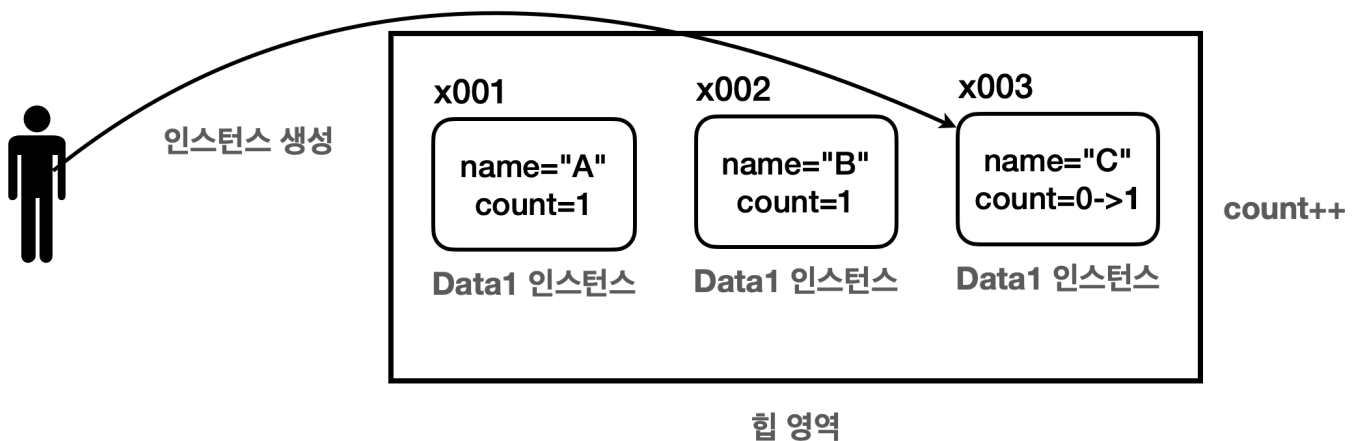 인스턴스 생성
x001
name="A"
count=1
Data1 인스턴스
x002
name="B"
count=1
Data1 인스턴스
x003
name="C"
count=0->1
Data1 인스턴스
count++
힙 영역